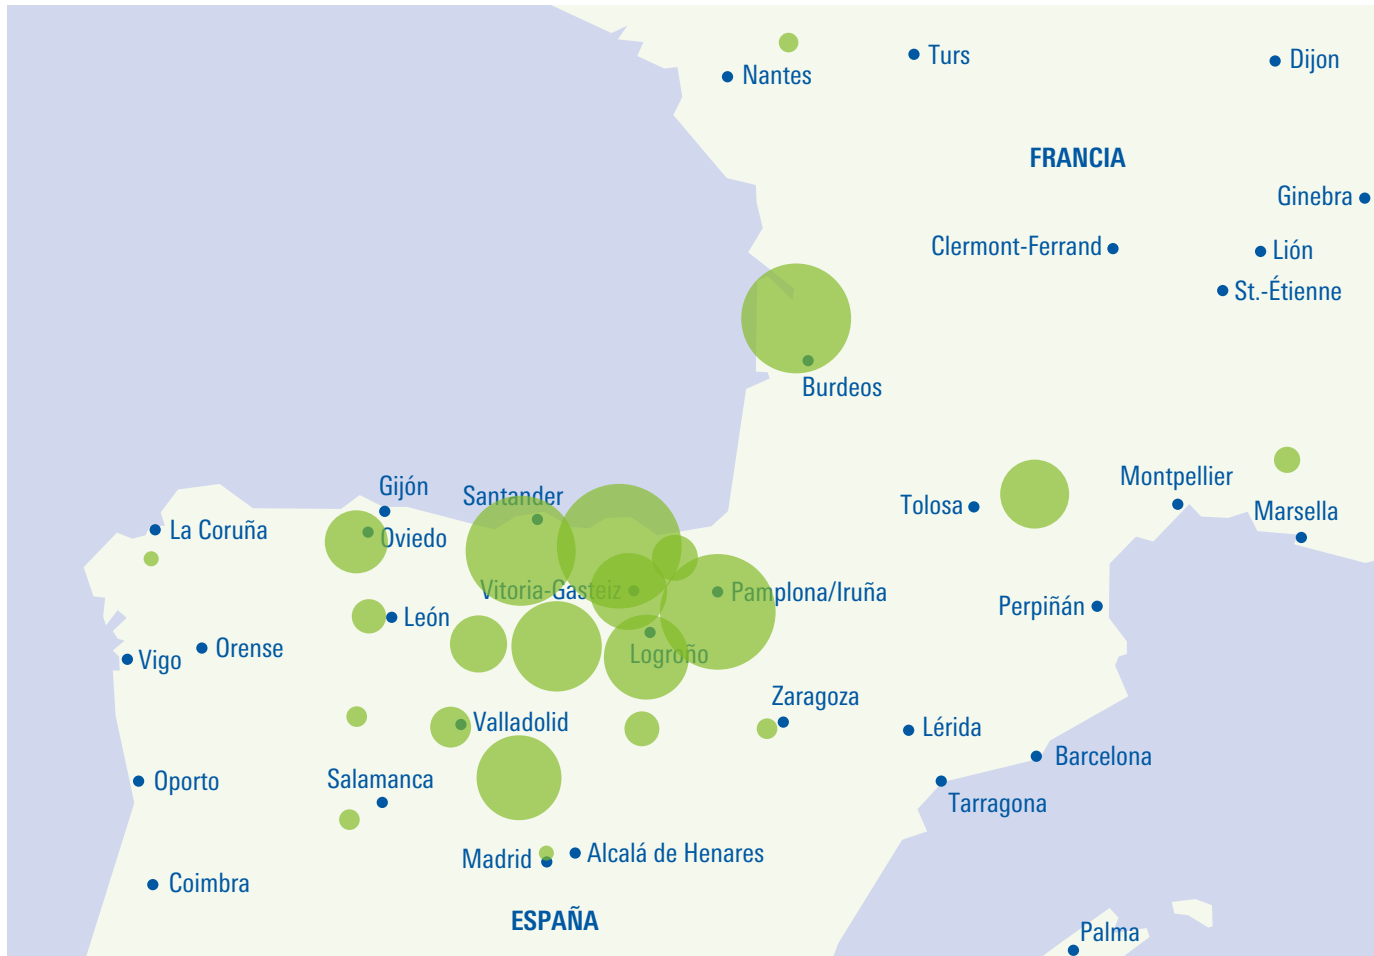 Turs
Dijon
Nantes
FRANCIA
Ginebra
Clermont-Ferrand
Lión
St.-Étienne
Burdeos
Gijón
Santander
Montpellier
Tolosa
Marsella
La Coruña
Oviedo
Vitoria-Gasteiz
Pamplona/Iruña
Perpiñán
León
Orense
Vigo
Logroño
Zaragoza
Valladolid
Lérida
Barcelona
Oporto
Salamanca
Tarragona
Madrid
Alcalá de Henares
Coimbra
ESPAÑA
Palma